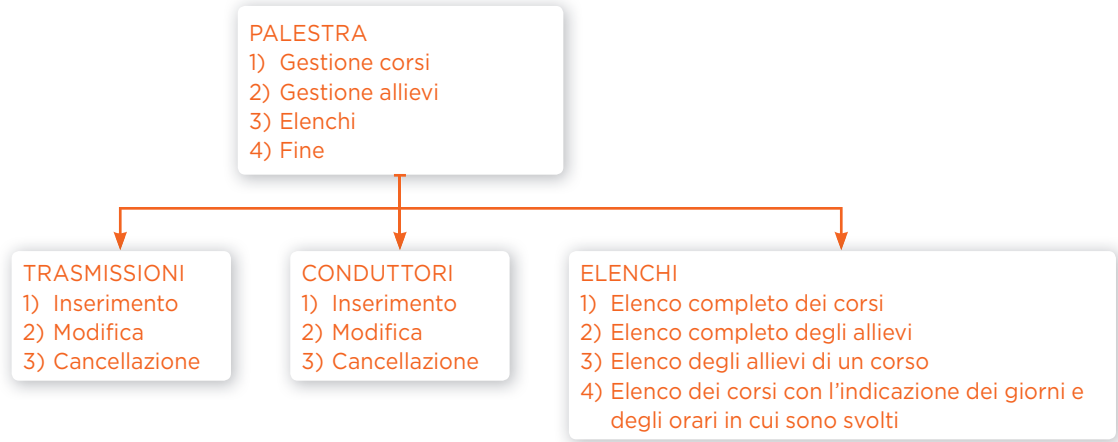 PALESTRA
1) Gestione corsi
2) Gestione allievi
3) Elenchi
4) Fine
TRASMISSIONI
1) Inserimento
2) Modifica
3) Cancellazione
CONDUTTORI
1) Inserimento
2) Modifica
3) Cancellazione
ELENCHI
1) Elenco completo dei corsi
2) Elenco completo degli allievi
3) Elenco degli allievi di un corso
4) Elenco dei corsi con l’indicazione dei giorni e
degli orari in cui sono svolti